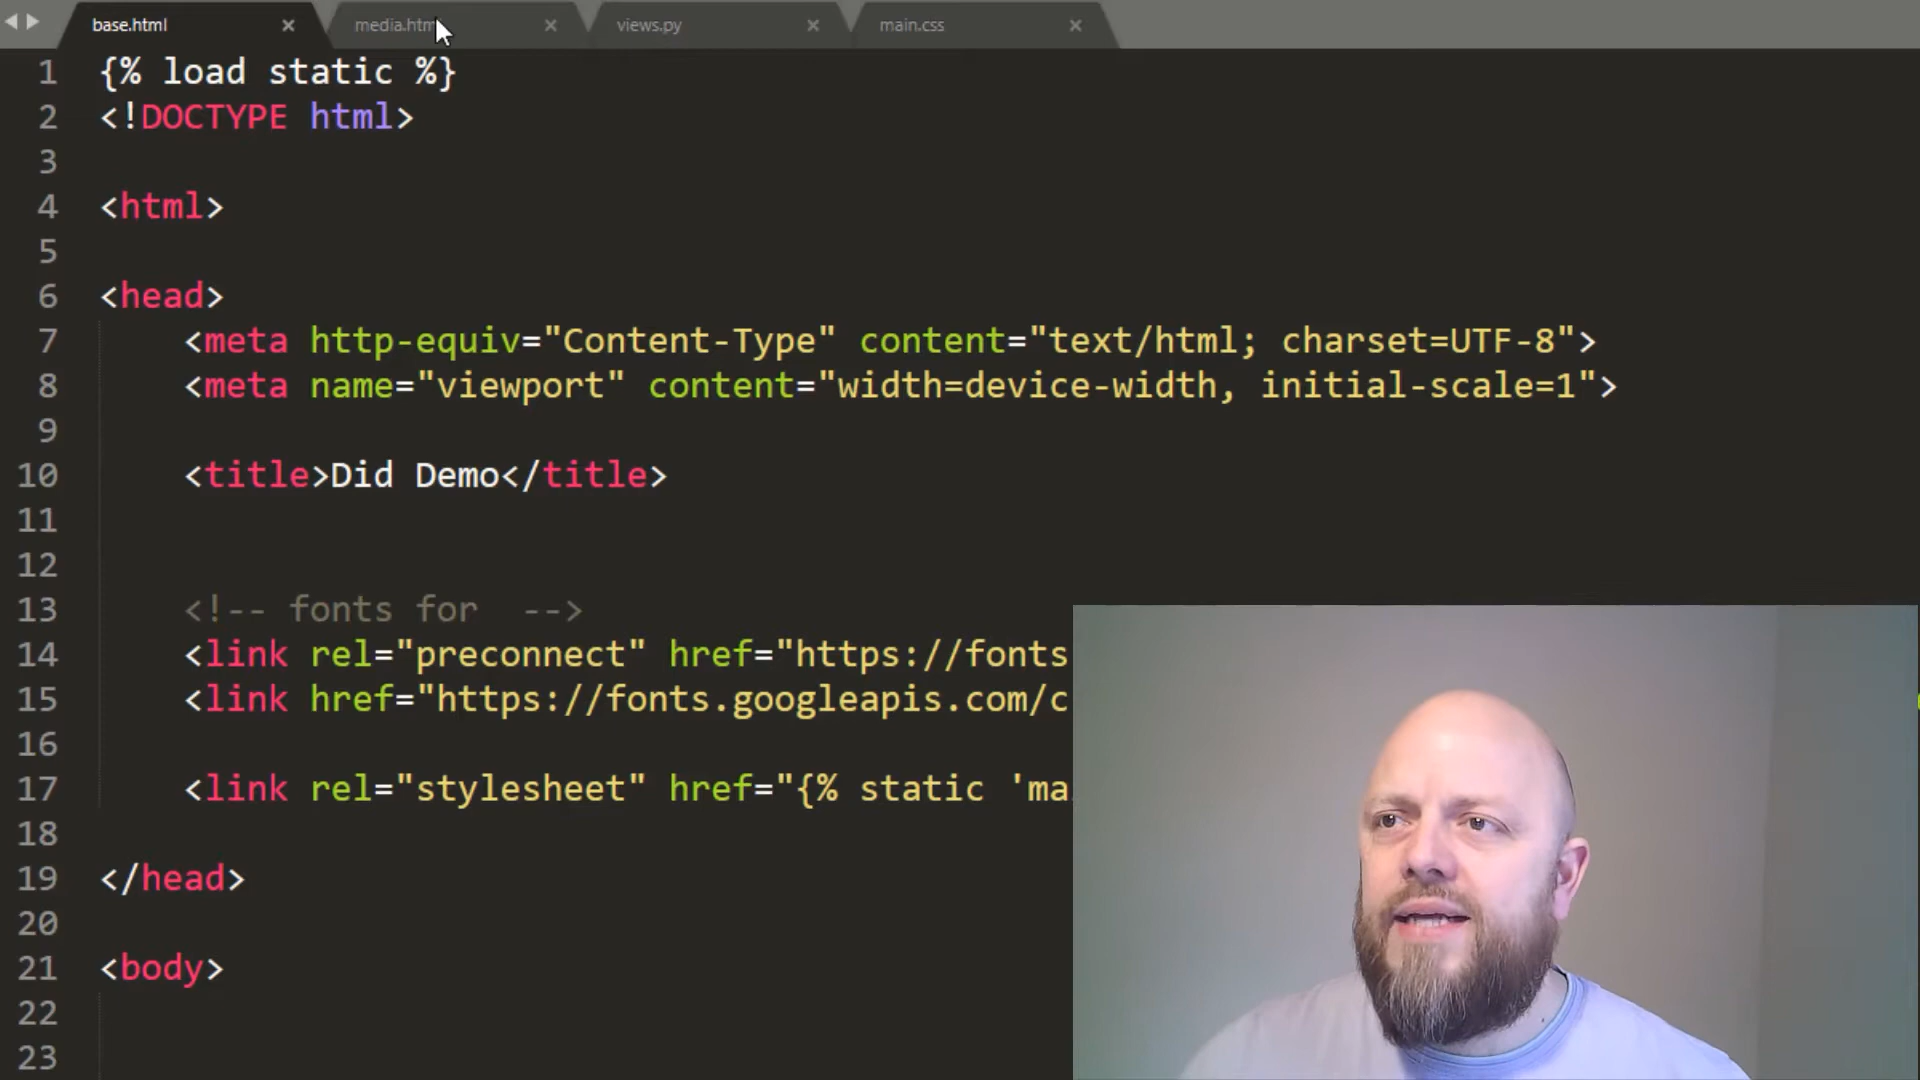 base.html
media.htm
views.py
main.css
1 {% load static %}
2 <!DOCTYPE html>
3
4 <html>
5
6 <head>
7 <meta http-equiv="Content-Type" content="text/html; charset=UTF-8">
8 <meta name="viewport" content="width=device-width, initial-scale=1">
9
10 <title>Did Demo</title>
11
12
13 <!-- fonts for -->
14 <link rel="preconnect" href="https://fonts
15 <link href="https://fonts.googleapis.com/c
16
17 <link rel="stylesheet" href="{% static 'ma
18
19 </head>
20
21 <body>
22
23